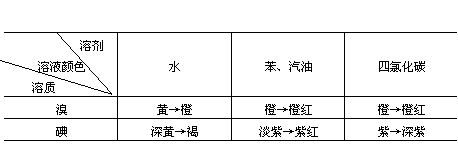 溶剂
溶液颜色
溶质
水
苯、汽油
四氯化碳
溴
黄→橙
橙→橙红
橙→橙红
碘
深黄→褐
淡紫→紫红
紫→深紫